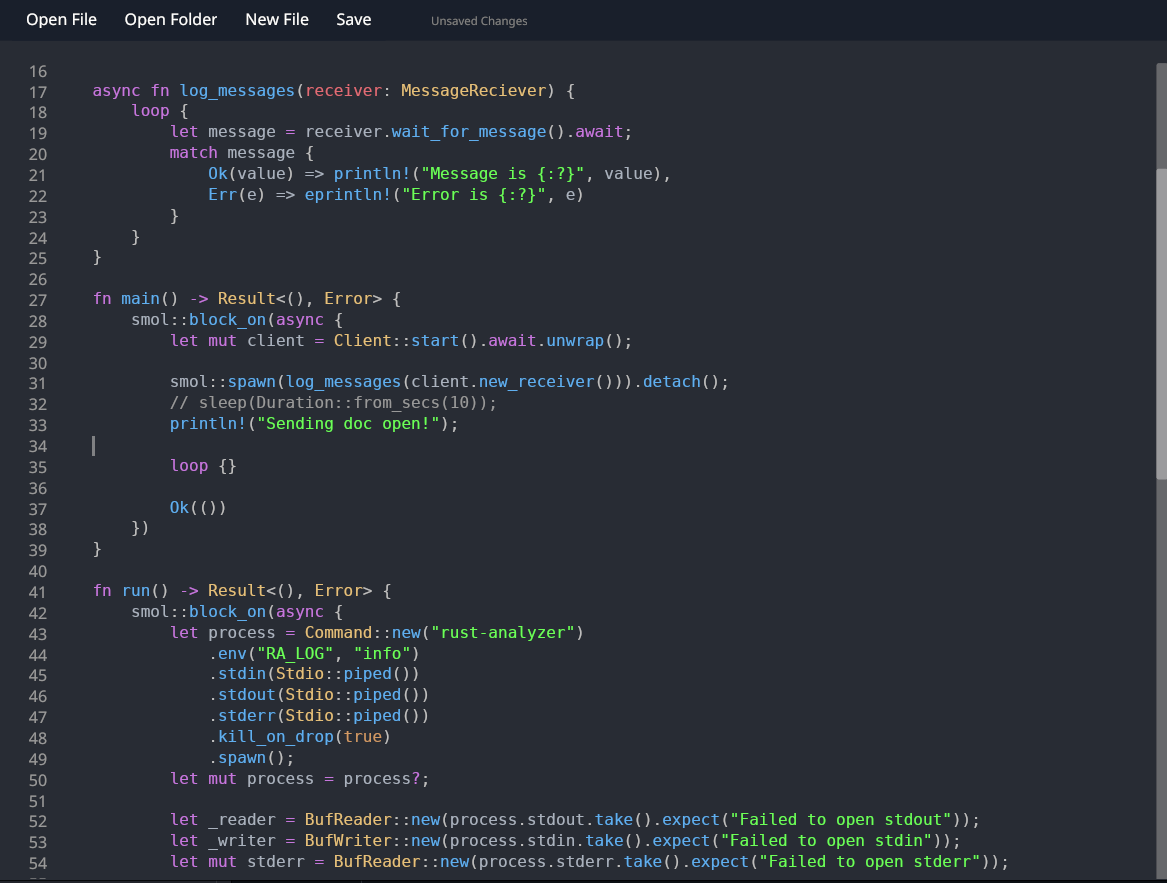 Open File Open Folder New File Save Unsaved Changes
16
17 async fn log_messages(receiver: MessageReciever) {
18 loop {
19 let message = receiver.wait_for_message().await;
20 match message {
21 Ok(value) => println!("Message is {:?}", value),
22 Err(e) => eprintln!("Error is {:?}", e)
23 }
24 }
25 }
26
27 fn main() -> Result<(), Error> {
28 smol::block_on(async {
29 let mut client = Client::start().await.unwrap();
30
31 smol::spawn(log_messages(client.new_receiver())).detach();
32 // sleep(Duration::from_secs(10));
33 println!("Sending doc open!");
34
35 loop {}
36
37 Ok(())
38 })
39 }
40
41 fn run() -> Result<(), Error> {
42 smol::block_on(async {
43 let process = Command::new("rust-analyzer")
44 .env("RA_LOG", "info")
45 .stdin(Stdio::piped())
46 .stdout(Stdio::piped())
47 .stderr(Stdio::piped())
48 .kill_on_drop(true)
49 .spawn();
50 let mut process = process?;
51
52 let _reader = BufReader::new(process.stdout.take().expect("Failed to open stdout"));
53 let _writer = BufWriter::new(process.stdin.take().expect("Failed to open stdin"));
54 let mut stderr = BufReader::new(process.stderr.take().expect("Failed to open stderr"));